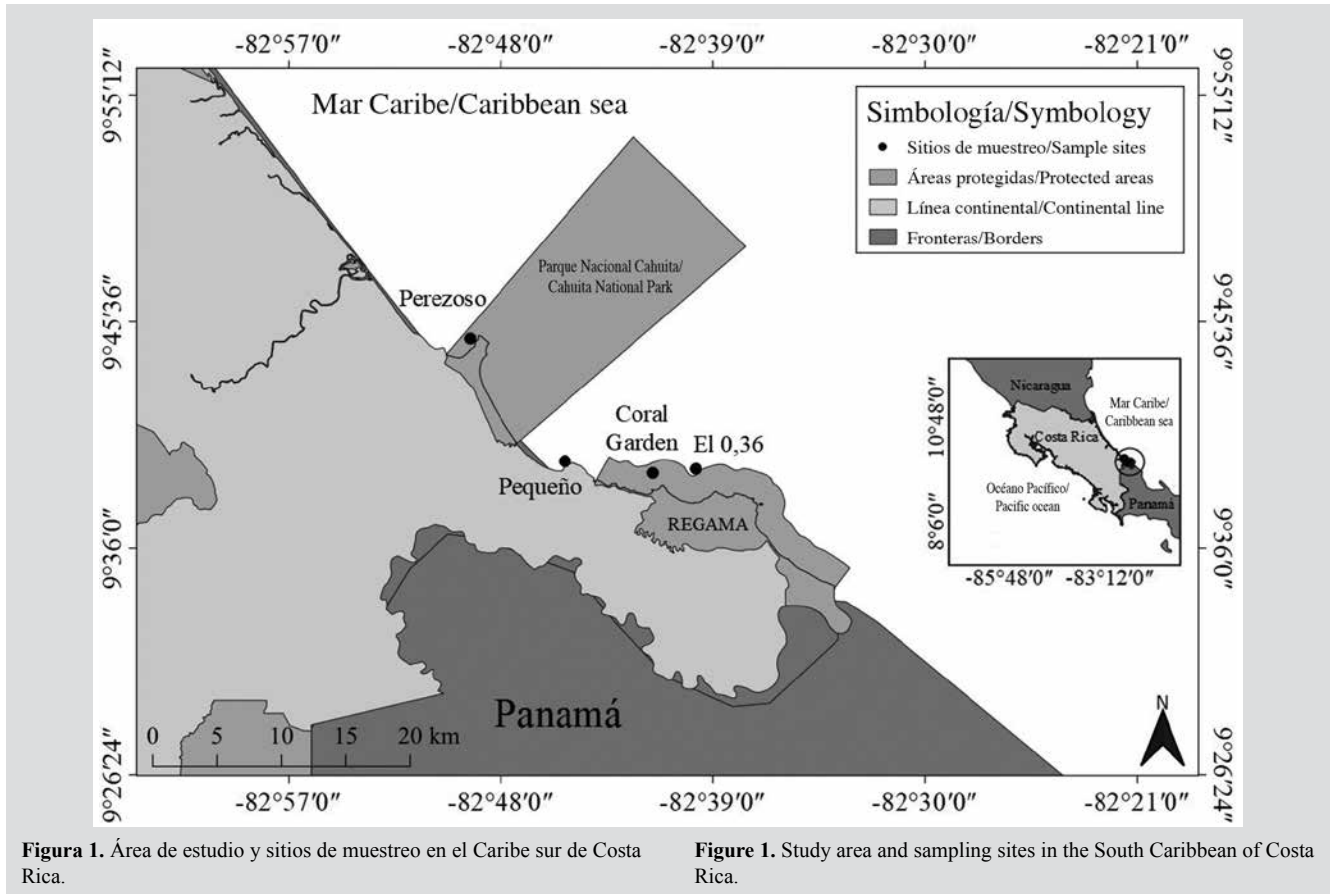 -82°57'0" -82°48'0" -82°39'0" -82°30'0" -82°21'0"
9°55'12"
9°55'12"
Mar Caribe/Caribbean sea
Simbología/Symbology
Sitios de muestreo/Sample sites
Áreas protegidas/Protected areas
Línea continental/Continental line
Fronteras/Borders
Parque Nacional Cahuita/
Cahuita National Park
Perezoso
9°45'36"
9°45'36"
Coral
Garden
El 0,36
Pequeño
REGAMA
Nicaragua
Mar Caribe/
Caribbean sea
Costa Rica
Océano Pacífico/
Pacific ocean
Panamá
10°48'0"
8°6'0"
-85°48'0" -83°12'0"
9°36'0"
9°36'0"
Panamá
0 5 10 15 20 km
N
9°26'24"
9°26'24"
-82°57'0" -82°48'0" -82°39'0" -82°30'0" -82°21'0"
Figura 1. Área de estudio y sitios de muestreo en el Caribe sur de Costa
Rica.
Figure 1. Study area and sampling sites in the South Caribbean of Costa
Rica.